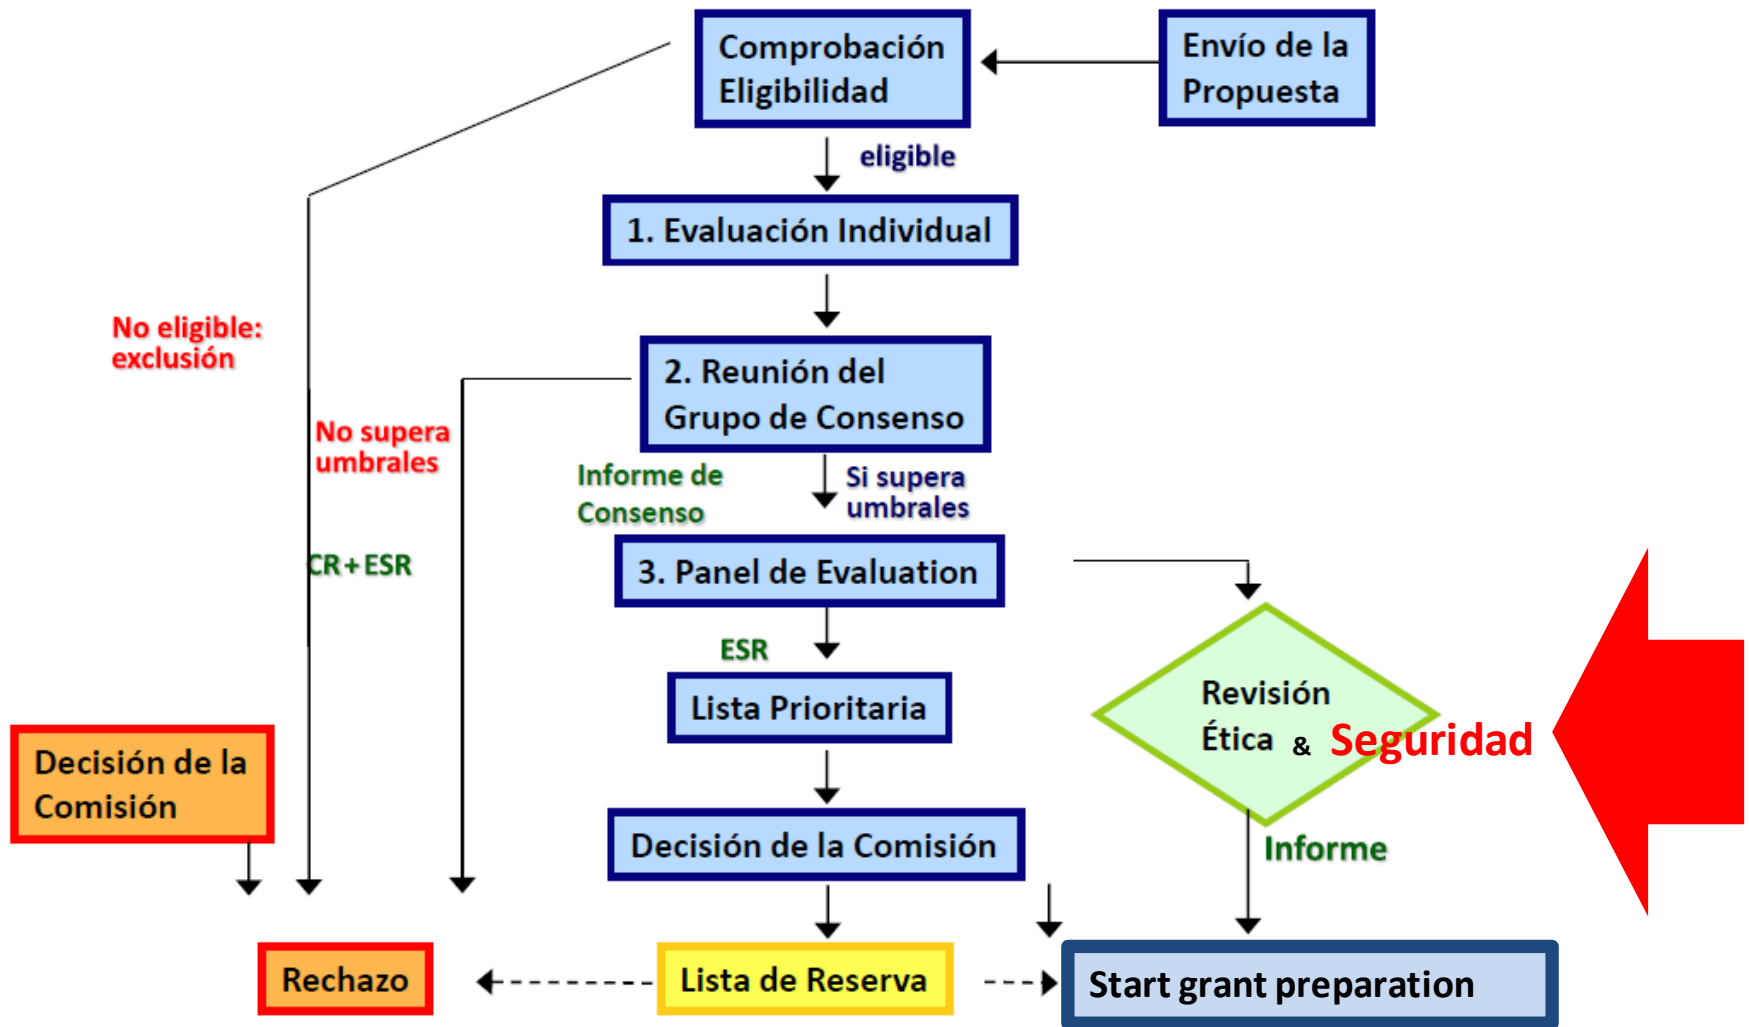 Comprobación
Eligibilidad
Envío de la
Propuesta
eligible
1. Evaluación Individual
No eligible:
exclusión
2. Reunión del
Grupo de Consenso
No supera
umbrales
Informe de
Consenso
Si supera
umbrales
CR+ESR
3. Panel de Evaluation
ESR
Lista Prioritaria
Revisión
Ética & Seguridad
Decisión de la
Comisión
Decisión de la Comisión
Informe
Rechazo
Lista de Reserva
Start grant preparation